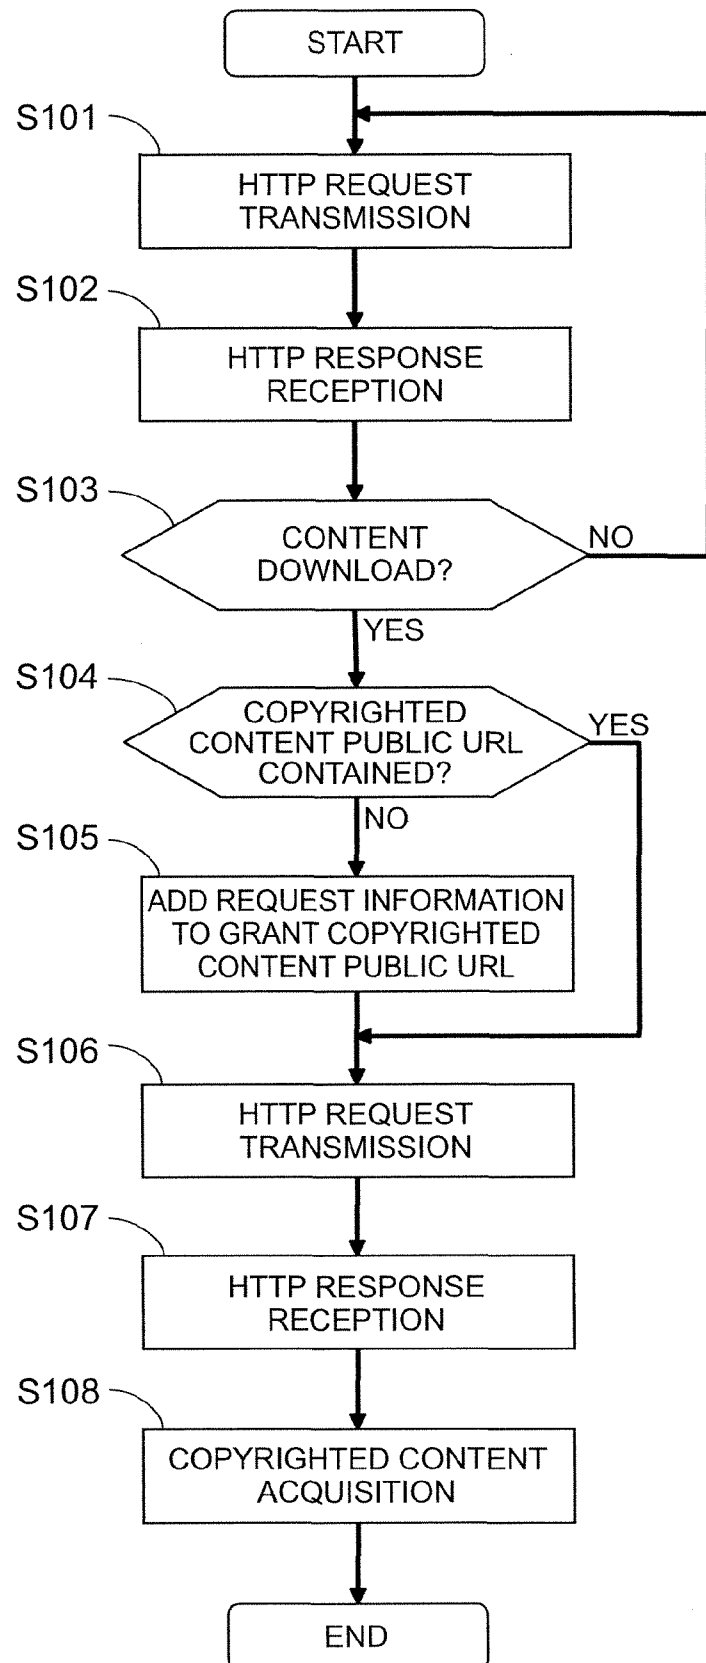 START
S101
HTTP REQUEST
TRANSMISSION
S102
HTTP RESPONSE
RECEPTION
S103
CONTENT
DOWNLOAD?
NO
YES
S104
COPYRIGHTED
CONTENT PUBLIC URL
CONTAINED?
YES
NO
S105
ADD REQUEST INFORMATION
TO GRANT COPYRIGHTED
CONTENT PUBLIC URL
S106
HTTP REQUEST
TRANSMISSION
S107
HTTP RESPONSE
RECEPTION
S108
COPYRIGHTED CONTENT
ACQUISITION
END